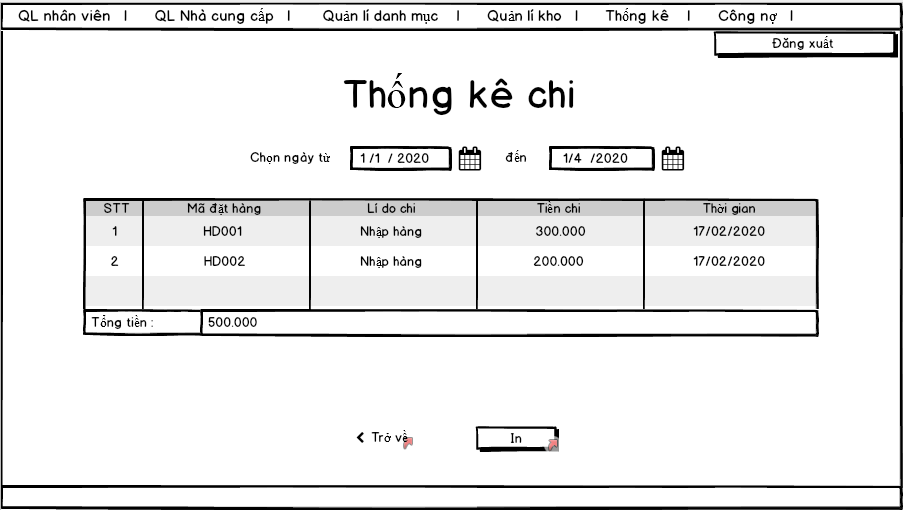 QL nhân viên | QL Nhà cung cấp | Quản lí danh mục | Quản lí kho | Thống kê | Công nợ |
Đăng xuất
Thống kê chi
Chọn ngày từ 1 /1 / 2020 đến 1/4 /2020
STT Mã đặt hàng Lí do chi Tiền chi Thời gian
1 HD001 Nhập hàng 300.000 17/02/2020
2 HD002 Nhập hàng 200.000 17/02/2020
Tổng tiền : 500.000
Trở về In